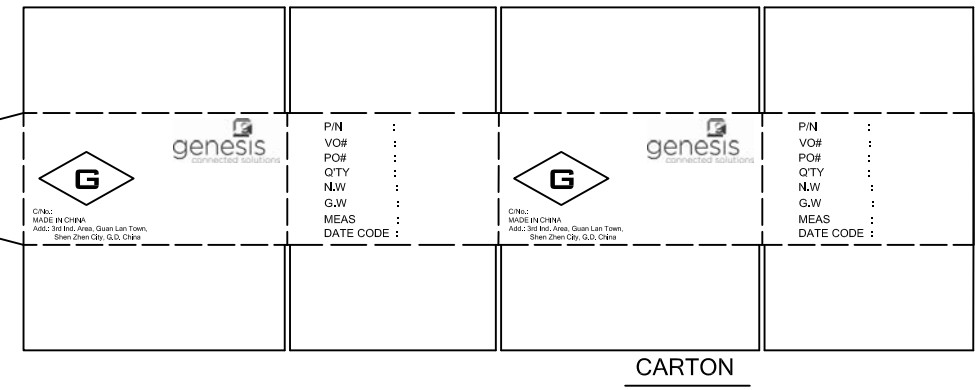 genesis
connected solutions
G
C/No.:
MADE IN CHINA
Add.: 3rd Ind. Area, Guan Lan Town,
Shen Zhen City, G.D, China
P/N :
VO# :
PO# :
Q'TY :
N.W :
G.W :
MEAS :
DATE CODE :
genesis
connected solutions
G
C/No.:
MADE IN CHINA
Add.: 3rd Ind. Area, Guan Lan Town,
Shen Zhen City, G.D, China
P/N :
VO# :
PO# :
Q'TY :
N.W :
G.W :
MEAS :
DATE CODE :
CARTON